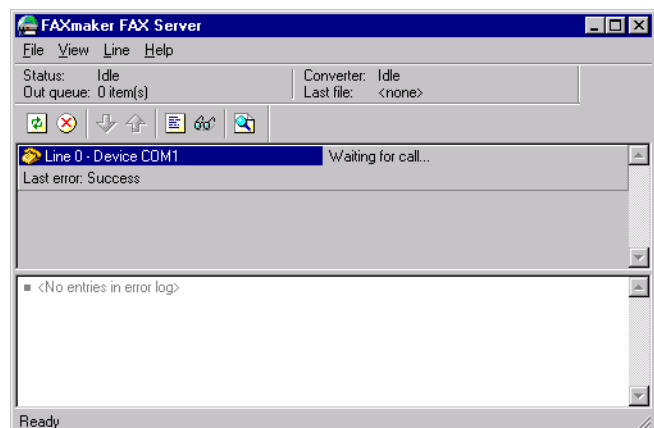 FAXmaker FAX Server
File View Line Help
Status: Idle
Out queue: 0 item(s)
Converter: Idle
Last file: <none>
Line 0 - Device COM1 Waiting for call...
Last error: Success
<No entries in error log>
Ready